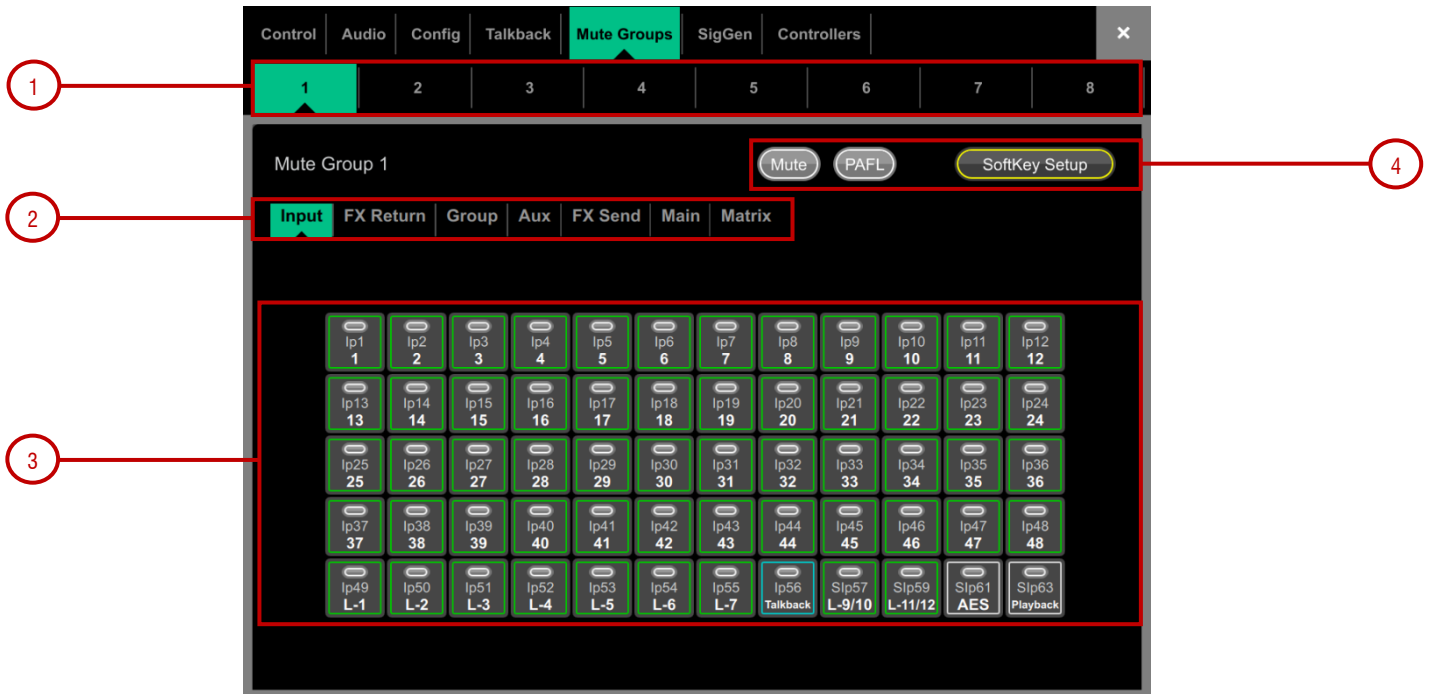 Control Audio Config Talkback Mute Groups SigGen Controllers ×
1 1 2 3 4 5 6 7 8
Mute Group 1 Mute PAFL SoftKey Setup 4
2 Input FX Return Group Aux FX Send Main Matrix
Ip1 Ip2 Ip3 Ip4 Ip5 Ip6 Ip7 Ip8 Ip9 Ip10 Ip11 Ip12
1 2 3 4 5 6 7 8 9 10 11 12
Ip13 Ip14 Ip15 Ip16 Ip17 Ip18 Ip19 Ip20 Ip21 Ip22 Ip23 Ip24
13 14 15 16 17 18 19 20 21 22 23 24
3 Ip25 Ip26 Ip27 Ip28 Ip29 Ip30 Ip31 Ip32 Ip33 Ip34 Ip35 Ip36
25 26 27 28 29 30 31 32 33 34 35 36
Ip37 Ip38 Ip39 Ip40 Ip41 Ip42 Ip43 Ip44 Ip45 Ip46 Ip47 Ip48
37 38 39 40 41 42 43 44 45 46 47 48
Ip49 Ip50 Ip51 Ip52 Ip53 Ip54 Ip55 Ip56 SIp57 SIp59 SIp61 SIp63
L-1 L-2 L-3 L-4 L-5 L-6 L-7 Talkback L-9/10 L-11/12 AES Playback